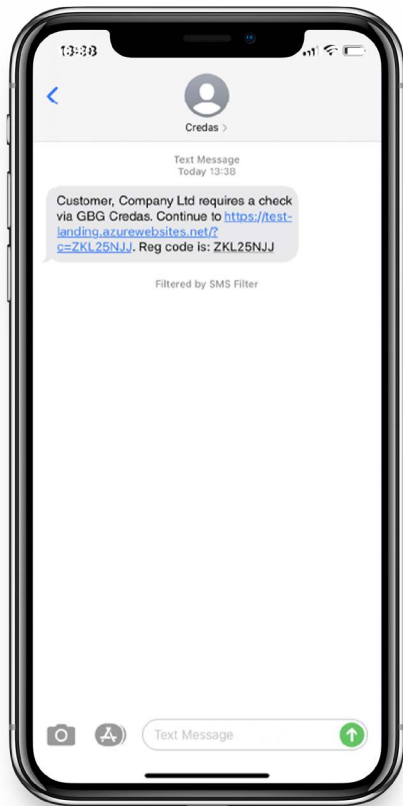 13:38
Credas >
Text Message
Today 13:38
Customer, Company Ltd requires a check
via GBG Credas. Continue to https://test-
landing.azurewebsites.net/?
c=ZKL25NJJ. Reg code is: ZKL25NJJ
Filtered by SMS Filter
Text Message